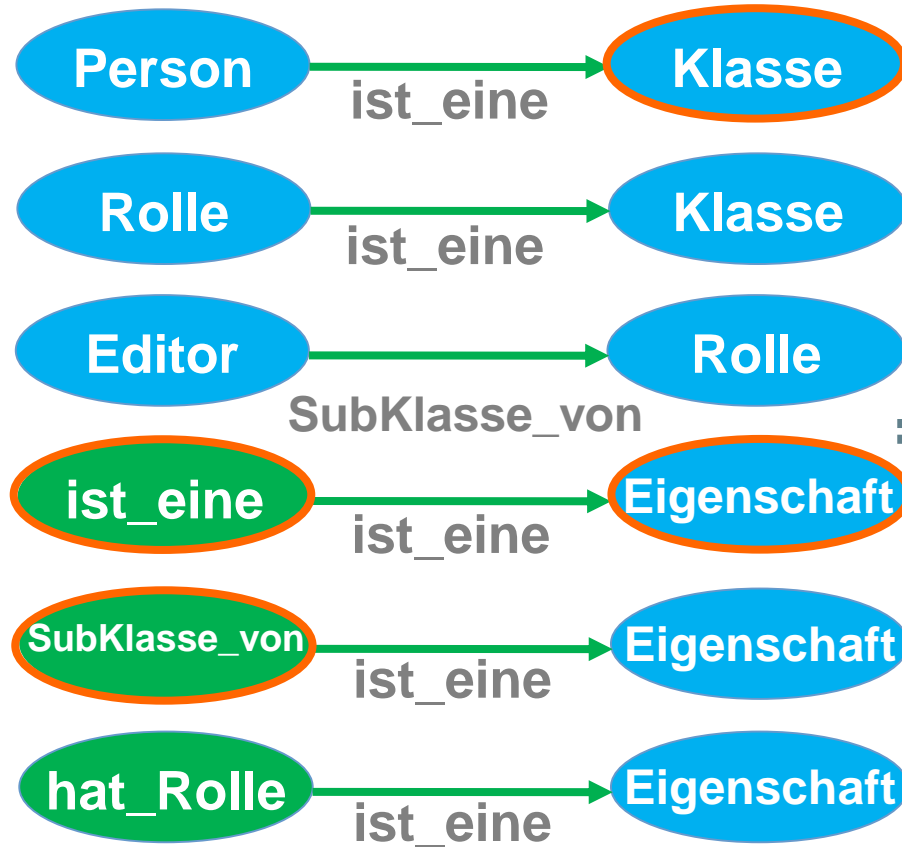 Person ist_eine Klasse
Rolle ist_eine Klasse
Editor SubKlasse_von Rolle
:
ist_eine ist_eine Eigenschaft
SubKlasse_von ist_eine Eigenschaft
hat_Rolle ist_eine Eigenschaft